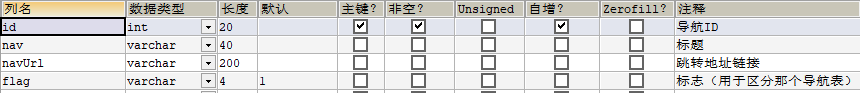 列名 数据类型 长度 默认 主键? 非空? Unsigned 自增? Zerofill? 注释
id int 20 导航ID
nav varchar 40 标题
navUrl varchar 200 跳转地址链接
flag varchar 4 1 标志（用于区分那个导航表）